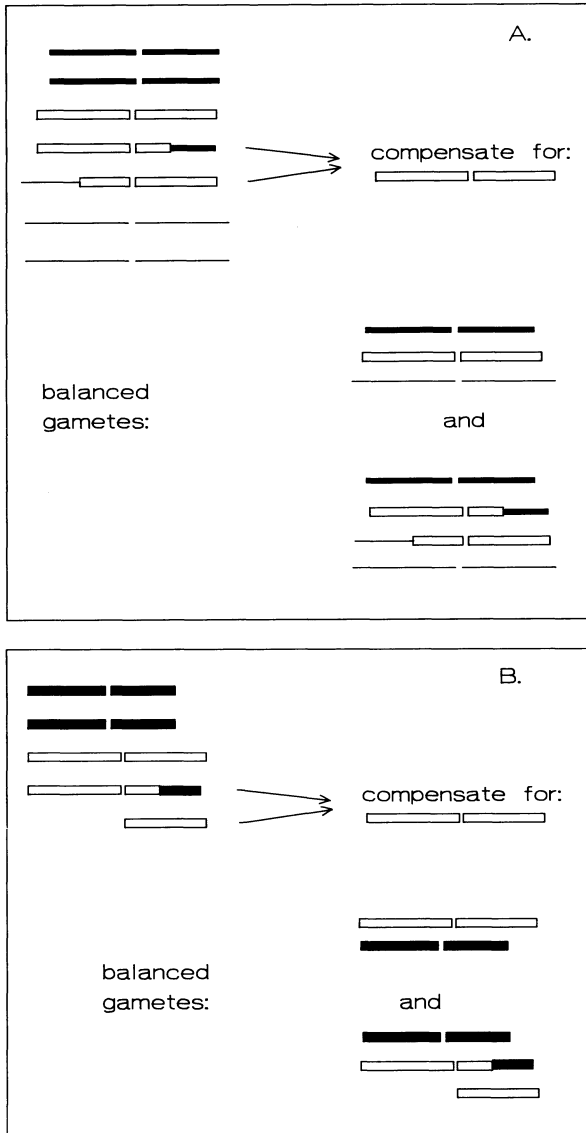 A.
compensate for:
balanced
gametes:
and
B.
compensate for:
balanced
gametes:
and